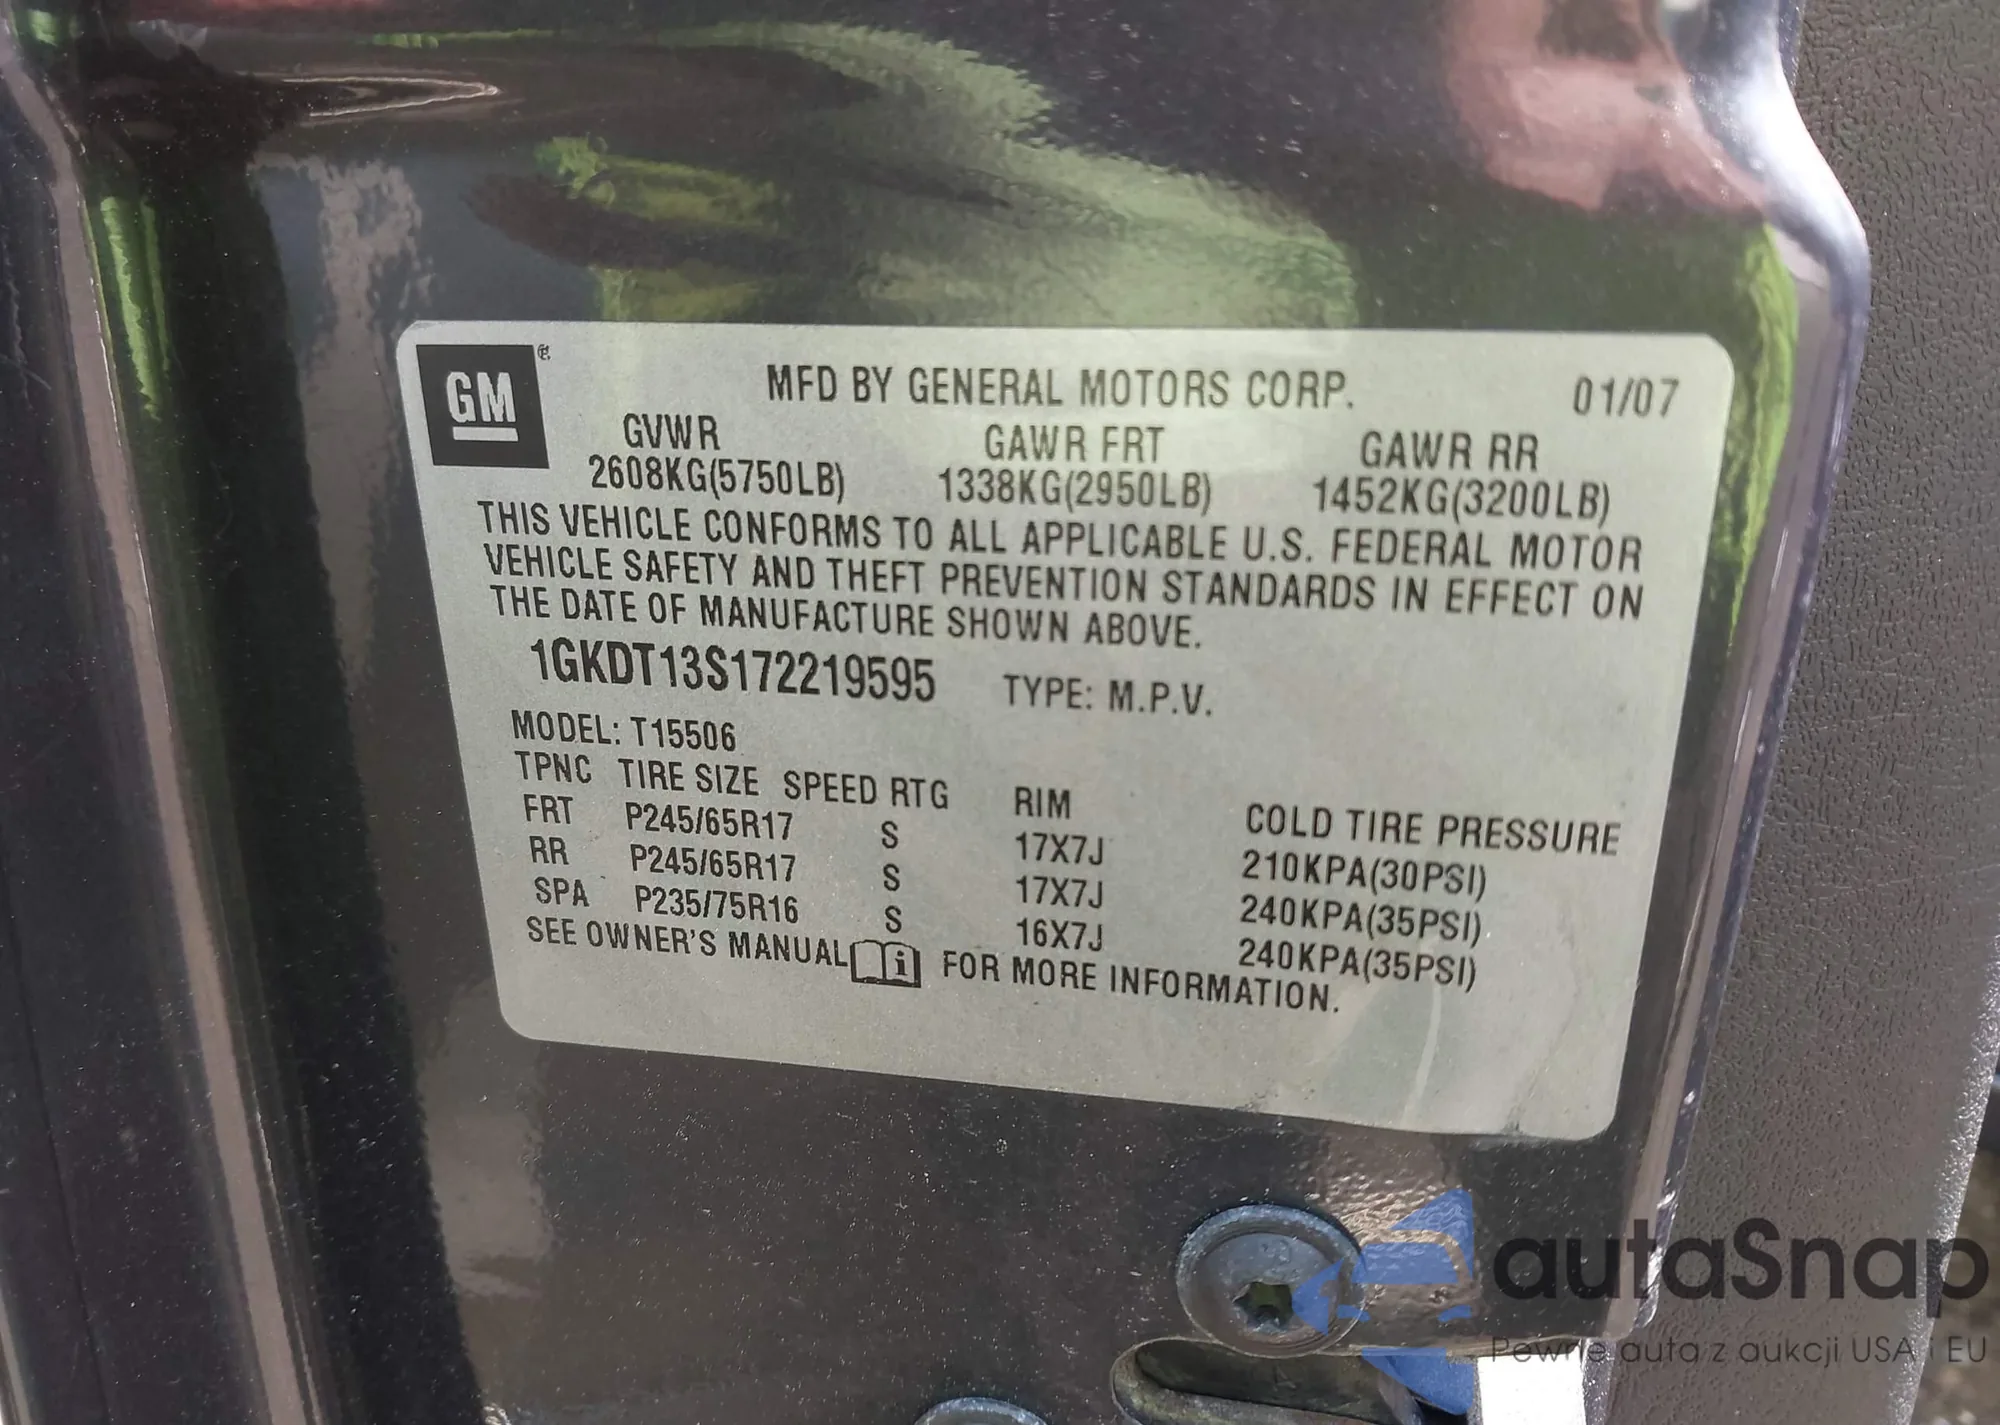 GM
MFD BY GENERAL MOTORS CORP. 01/07
GVWR GAWR FRT GAWR RR
2608KG(5750LB) 1338KG(2950LB) 1452KG(3200LB)
THIS VEHICLE CONFORMS TO ALL APPLICABLE U.S. FEDERAL MOTOR
VEHICLE SAFETY AND THEFT PREVENTION STANDARDS IN EFFECT ON
THE DATE OF MANUFACTURE SHOWN ABOVE.
1GKDT13S172219595 TYPE: M.P.V.
MODEL: T15506
TPNC TIRE SIZE SPEED RTG RIM COLD TIRE PRESSURE
FRT P245/65R17 S 17X7J 210KPA(30PSI)
RR P245/65R17 S 17X7J 240KPA(35PSI)
SPA P235/75R16 S 16X7J 240KPA(35PSI)
SEE OWNER'S MANUAL i FOR MORE INFORMATION.
autaSnap
Pewne auta z aukcji USA i EU